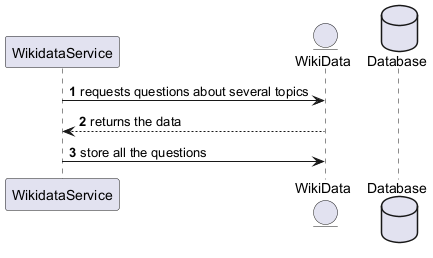 WikidataService
WikiData
Database
1 requests questions about several topics
2 returns the data
3 store all the questions
WikidataService
WikiData
Database